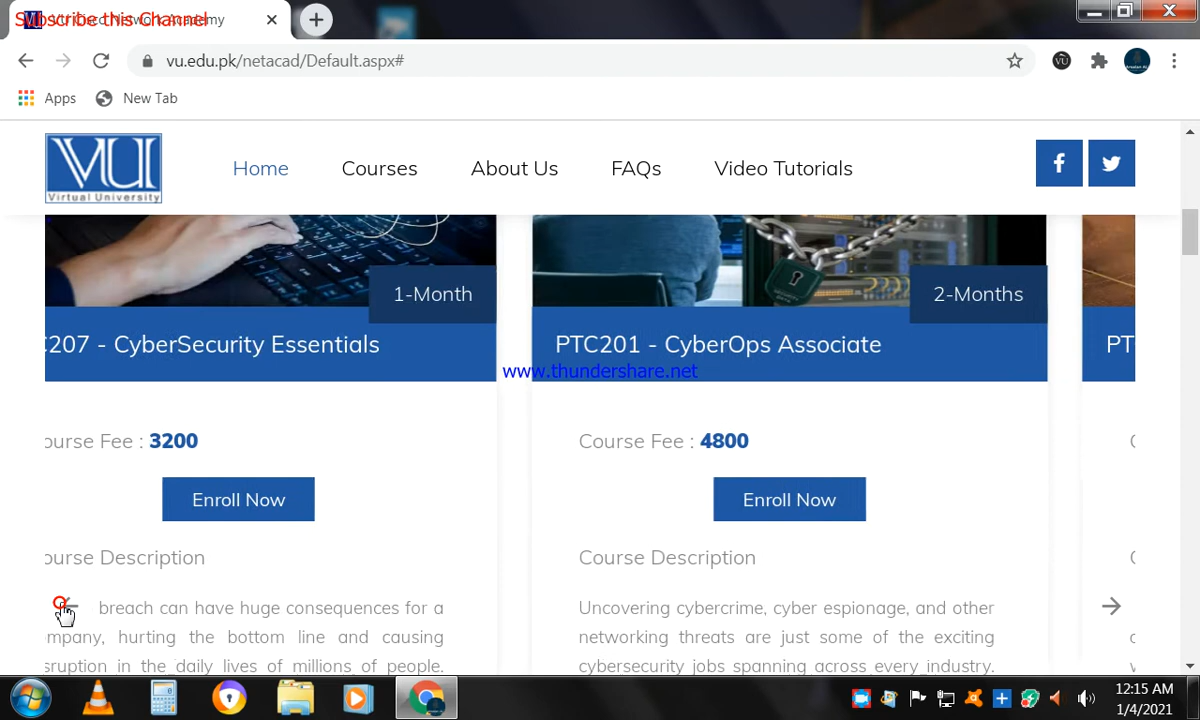 Subscribe this Channel
vu.edu.pk/netacad/Default.aspx#
Apps
New Tab
VU
Virtual University
Home
Courses
About Us
FAQs
Video Tutorials
1-Month
2-Months
C207 - CyberSecurity Essentials
PTC201 - CyberOps Associate
PT
www.thundershare.net
ourse Fee : 3200
Course Fee : 4800
Enroll Now
Enroll Now
ourse Description
Course Description
breach can have huge consequences for a
mpany, hurting the bottom line and causing
sruption in the daily lives of millions of people.
Uncovering cybercrime, cyber espionage, and other
networking threats are just some of the exciting
cybersecurity jobs spanning across every industry.
12:15 AM
1/4/2021